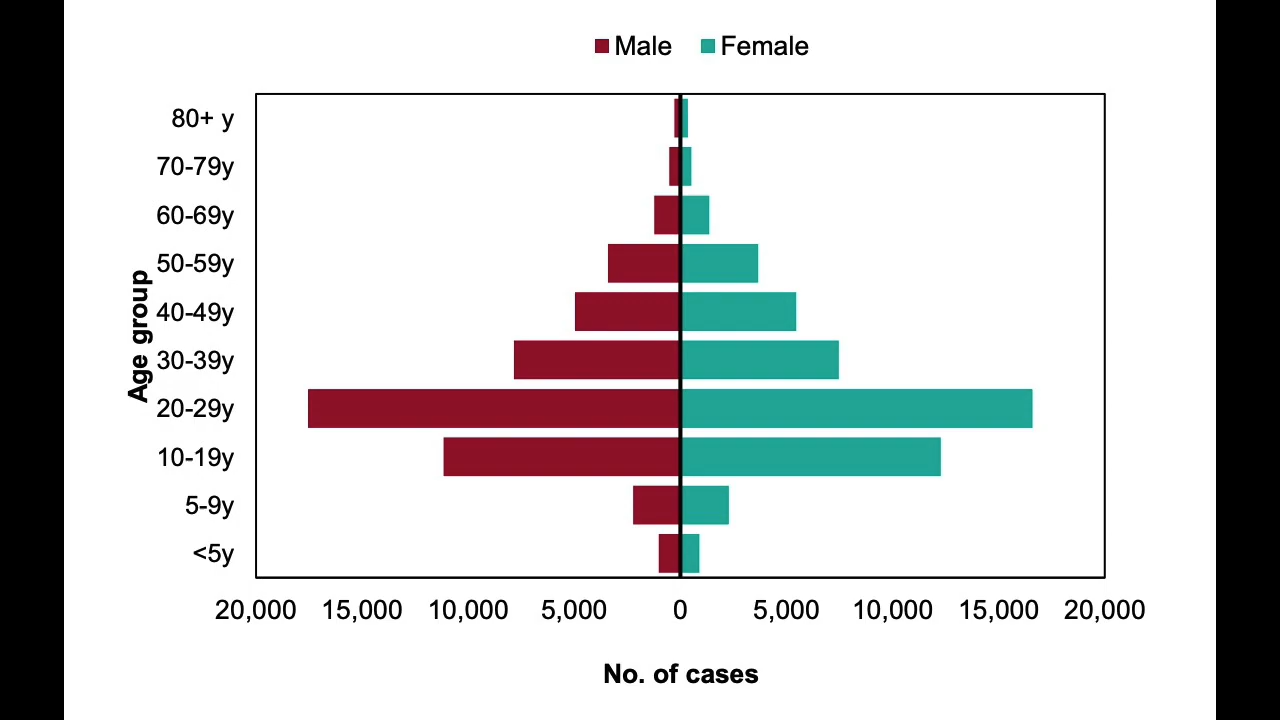 Male Female
80+ y
70-79y
60-69y
50-59y
40-49y
30-39y
20-29y
10-19y
5-9y
<5y
Age group
20,000 15,000 10,000 5,000 0 5,000 10,000 15,000 20,000
No. of cases